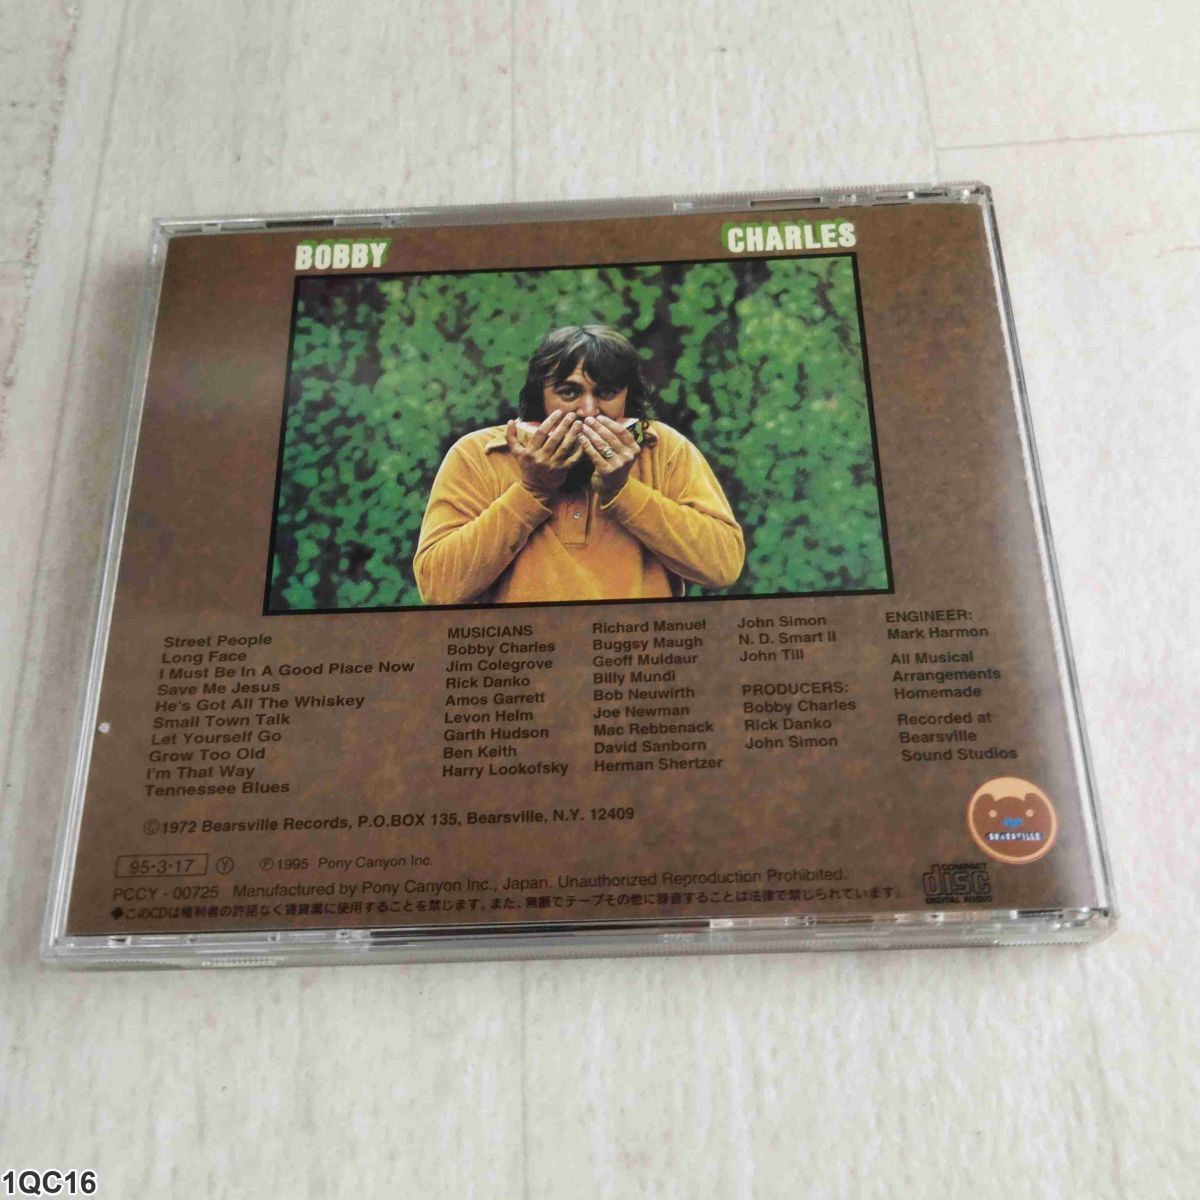 BOBBY
CHARLES
Street People
Long Face
I Must Be In A Good Place Now
Save Me Jesus
He's Got All The Whiskey
Small Town Talk
Let Yourself Go
Grow Too Old
I'm That Way
Tennessee Blues
MUSICIANS
Bobby Charles
Jim Colegrove
Rick Danko
Amos Garrett
Levon Helm
Garth Hudson
Ben Keith
Harry Lookofsky
Richard Manuel
Buggsy Maugh
Geoff Muldaur
Billy Mundi
Bob Neuwirth
Joe Newman
Mac Rebbenack
David Sanborn
Herman Shertzer
John Simon
N. D. Smart II
John Till
PRODUCERS:
Bobby Charles
Rick Danko
John Simon
ENGINEER:
Mark Harmon
All Musical
Arrangements
Homemade
Recorded at
Bearsville
Sound Studios
©1972 Bearsville Records, P.O.BOX 135, Bearsville, N.Y. 12409
BEARSVILLE
95·3·17 Ⓨ ℗1995 Pony Canyon Inc.
PCCY - 00725 Manufactured by Pony Canyon Inc., Japan. Unauthorized Reproduction Prohibited.
◆このCDは権利者の許諾なく賃貸業に使用することを禁じます。また、無断でテープその他に録音することは法律で禁じられています。
COMPACT
disc
DIGITAL AUDIO
1QC16